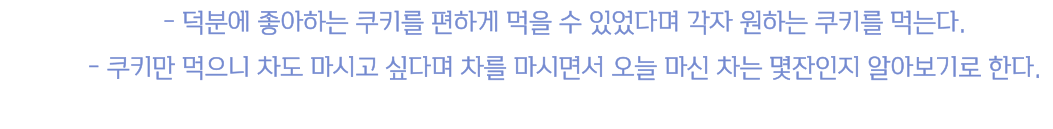 - 덕분에 좋아하는 쿠키를 편하게 먹을 수 있었다며 각자 원하는 쿠키를 먹는다.
- 쿠키만 먹으니 차도 마시고 싶다며 차를 마시면서 오늘 마신 차는 몇잔인지 알아보기로 한다.